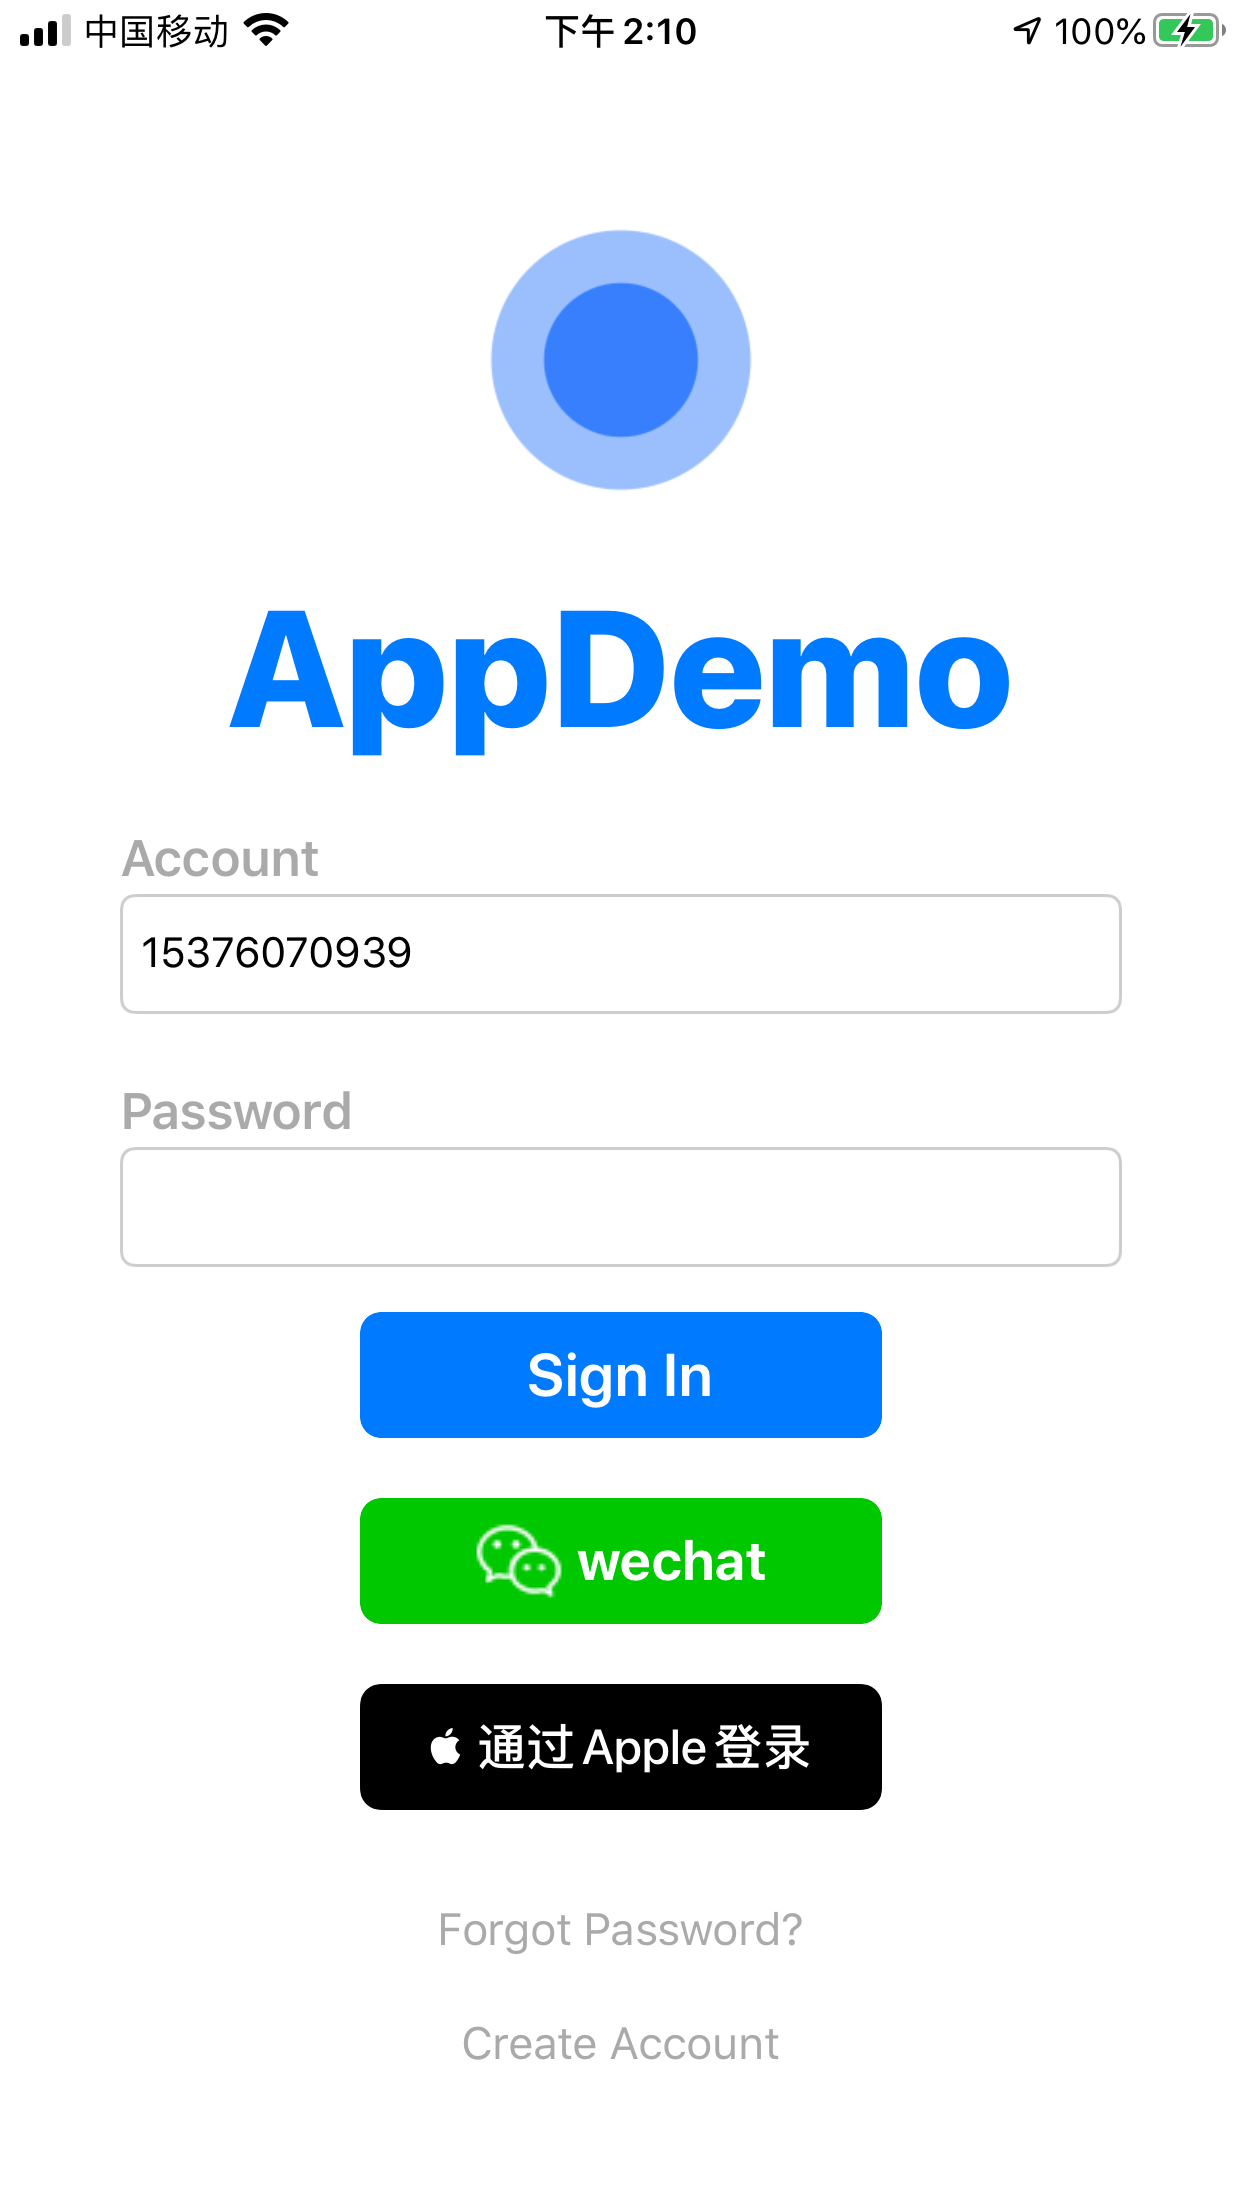 中国移动 下午 2:10 100%
AppDemo
Account
15376070939
Password
Sign In
wechat
通过 Apple 登录
Forgot Password?
Create Account